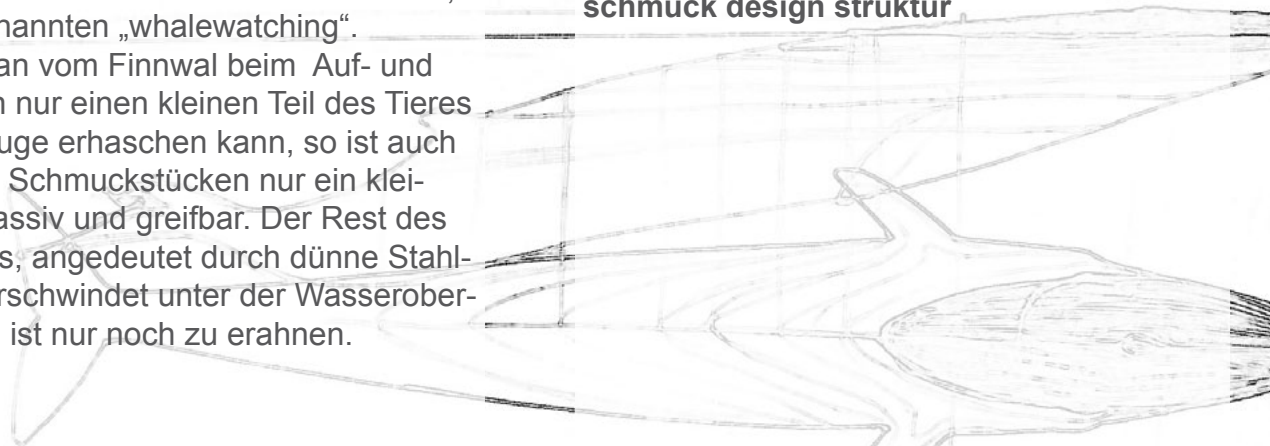 nannten „whalewatching“.
an vom Finnwal beim Auf- und
n nur einen kleinen Teil des Tieres
uge erhaschen kann, so ist auch
Schmuckstücken nur ein klei-
assiv und greifbar. Der Rest des
s, angedeutet durch dünne Stahl-
rschwindet unter der Wasserober-
ist nur noch zu erahnen.
schmuck design struktur